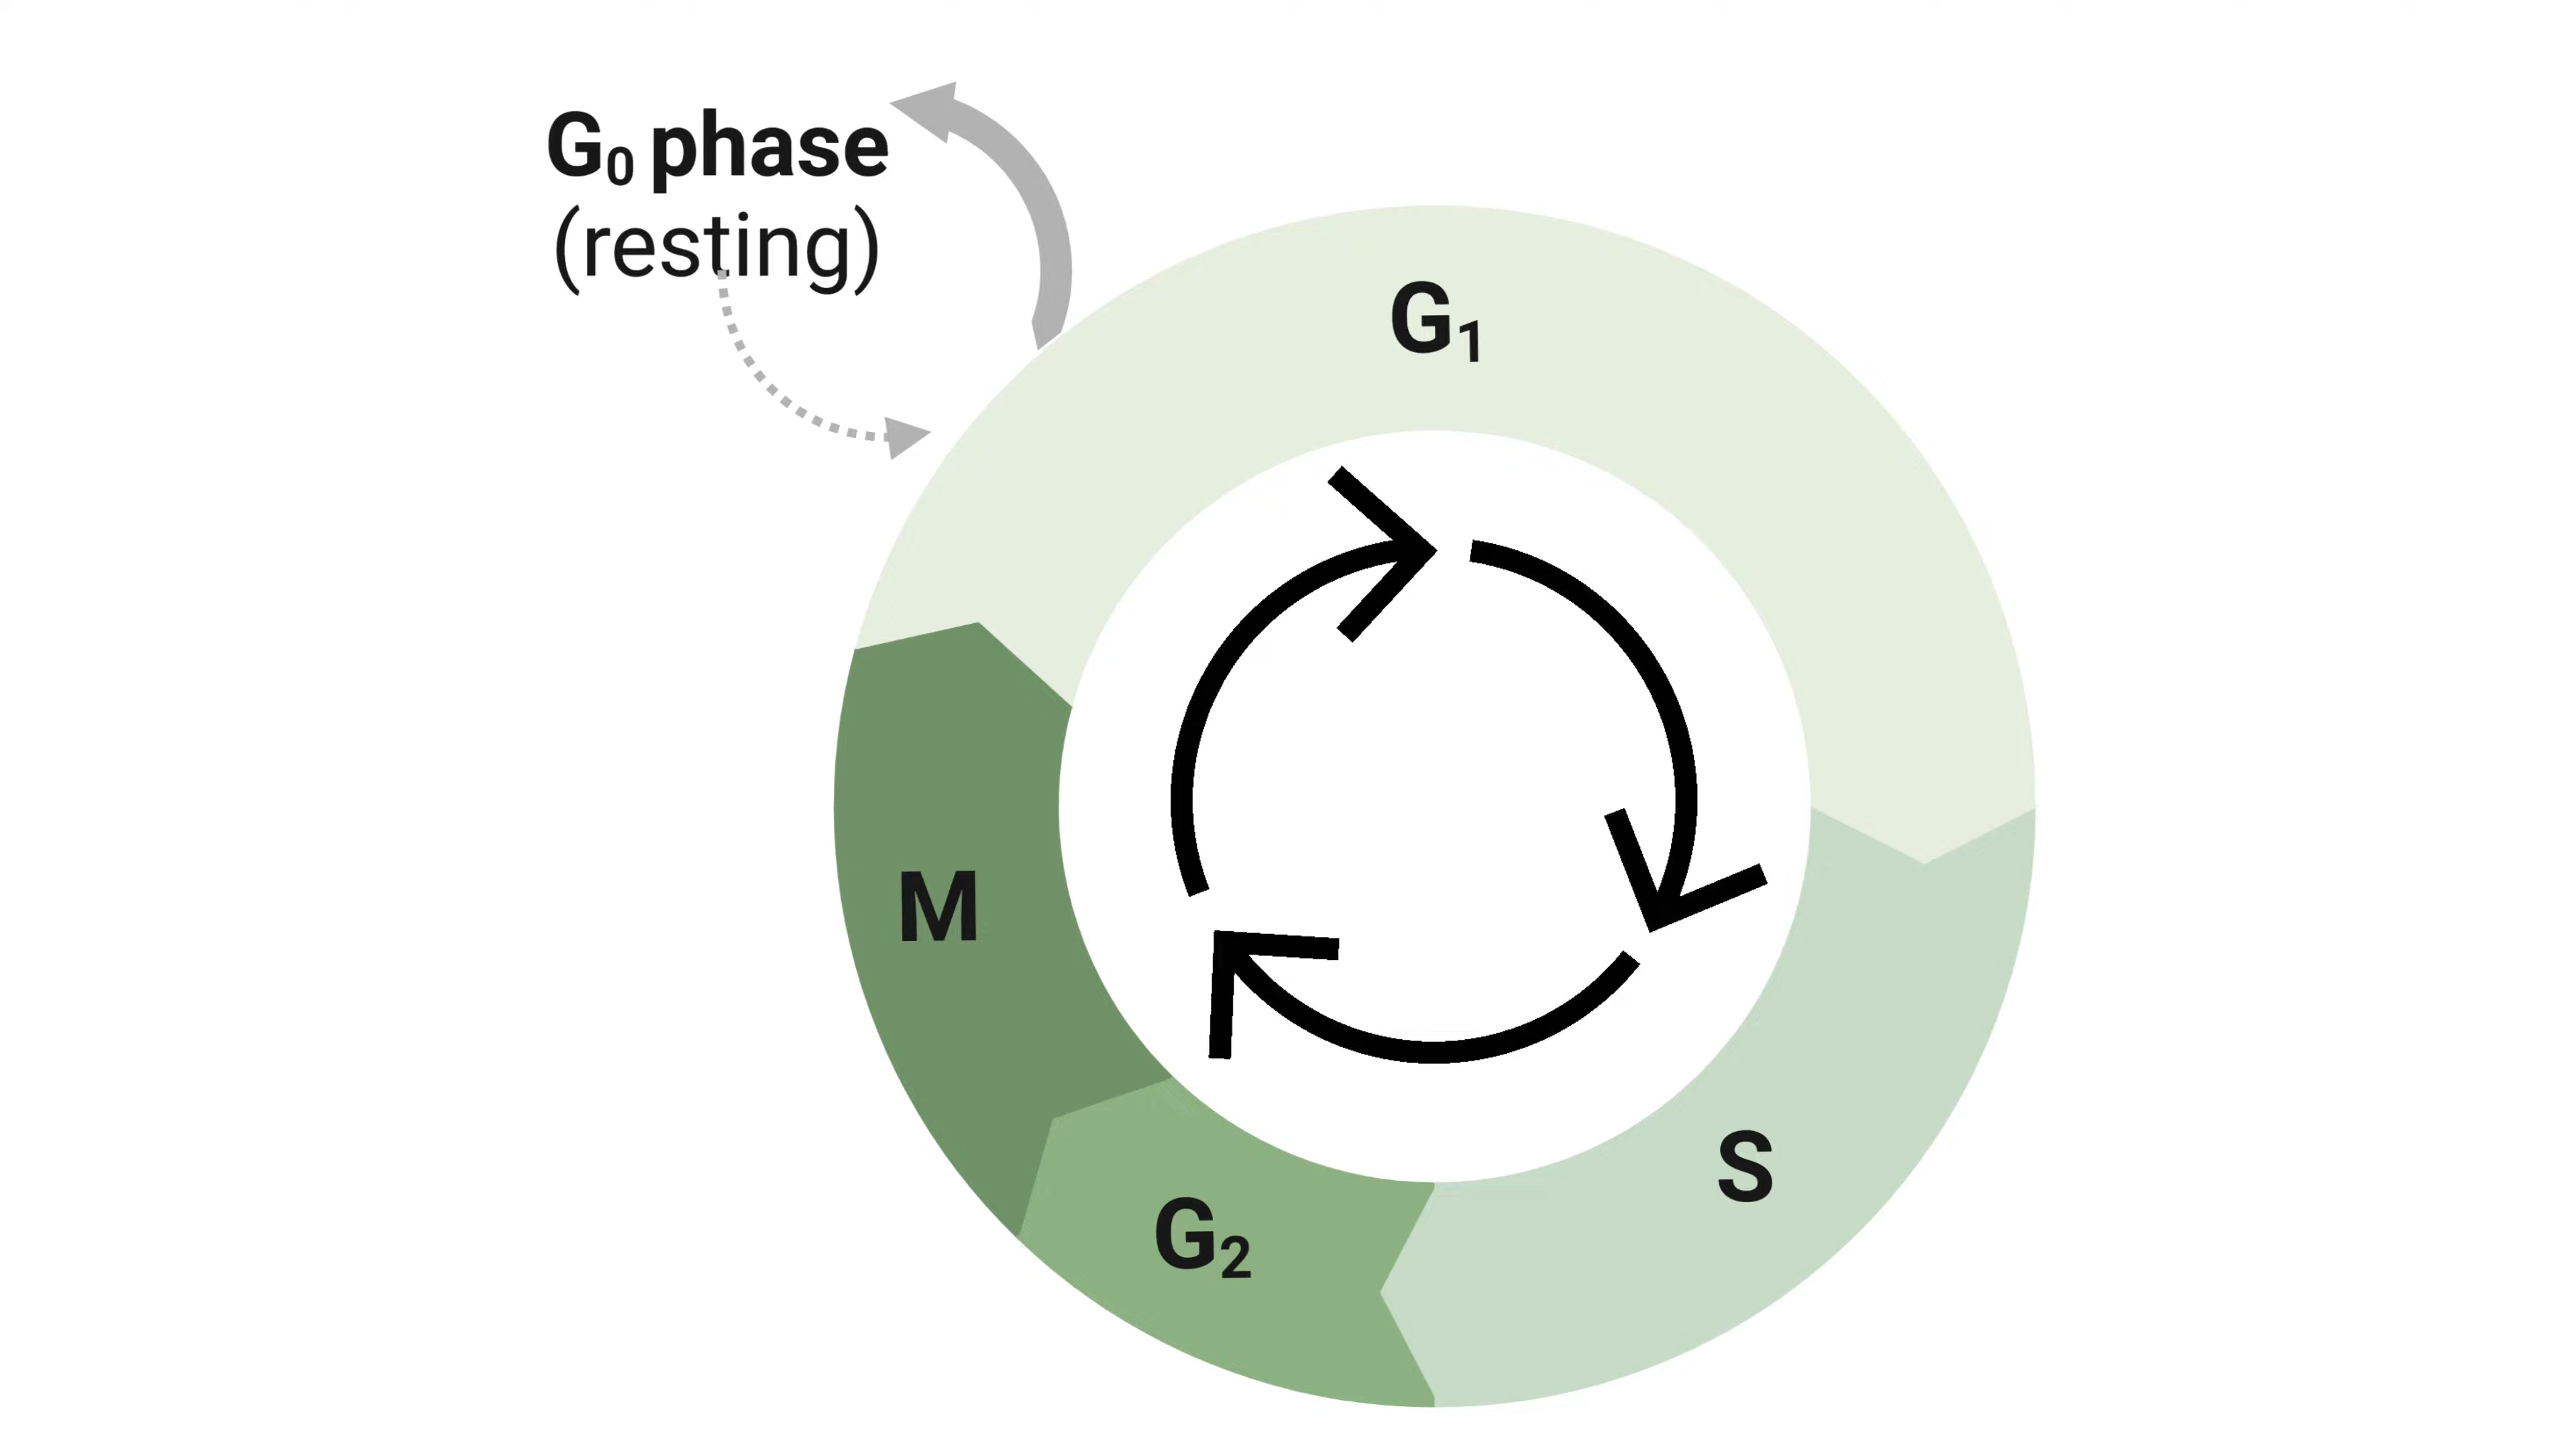 G₀ phase
(resting)
G₁
M
S
G₂